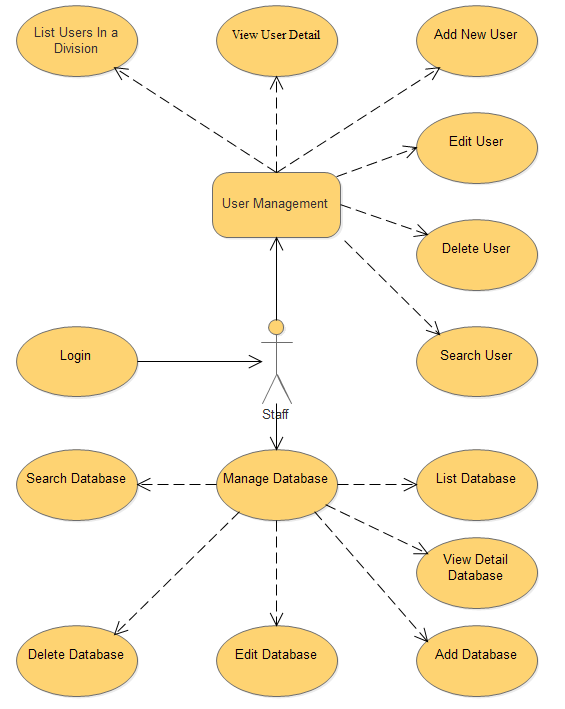 List Users In a
Division
View User Detail
Add New User
Edit User
User Management
Delete User
Login
Search User
Staff
Search Database
Manage Database
List Database
View Detail
Database
Delete Database
Edit Database
Add Database